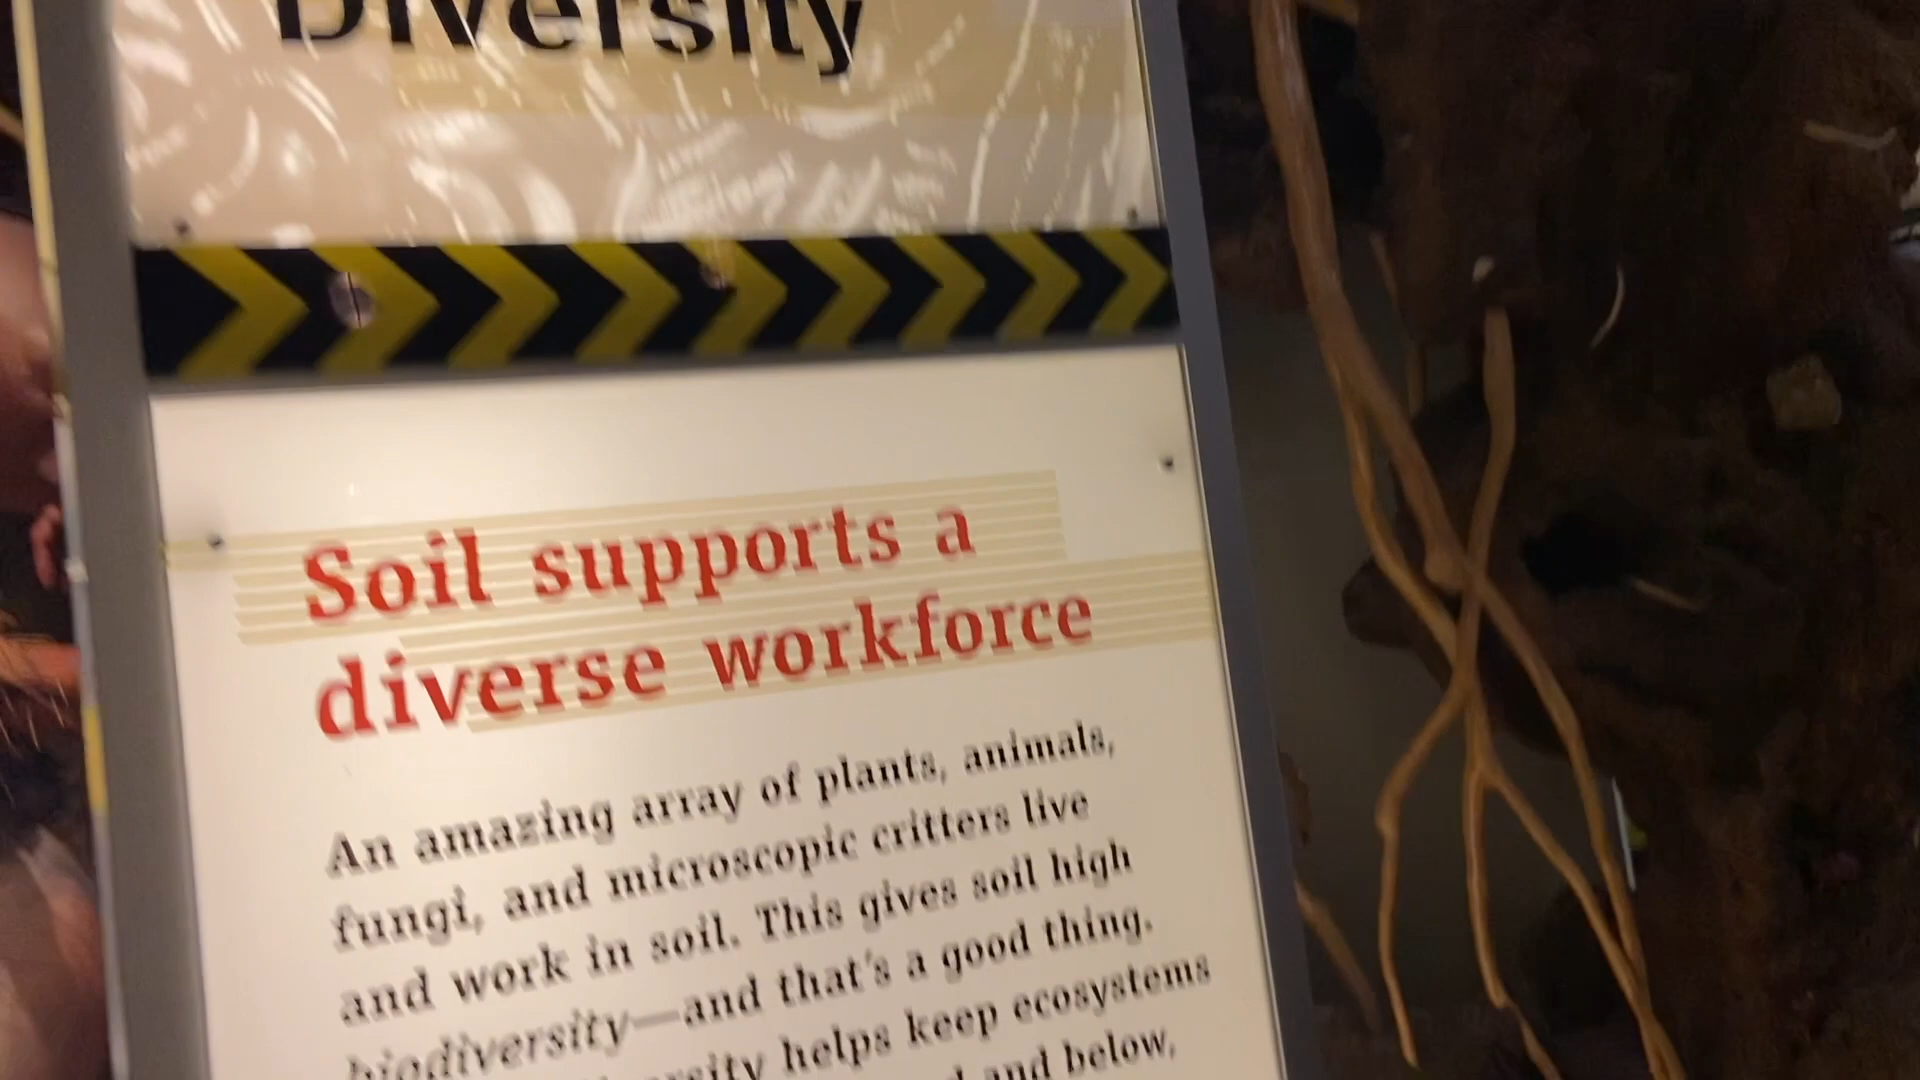 Diversity
Soil supports a
diverse workforce
An amazing array of plants, animals,
fungi, and microscopic critters live
and work in soil. This gives soil high
biodiversity—and that's a good thing.
helps keep ecosystems
and below,